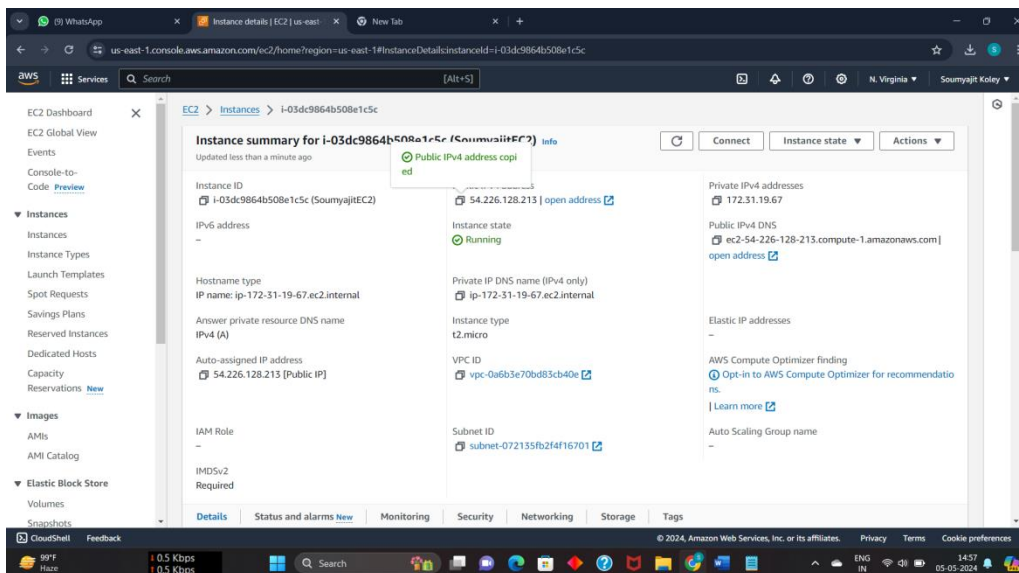 (9) WhatsApp
Instance details | EC2 | us-east-
New Tab
us-east-1.console.aws.amazon.com/ec2/home?region=us-east-1#InstanceDetails:instanceId=i-03dc9864b508e1c5c
aws Services Search [Alt+S] N. Virginia Soumyajit Koley
EC2 > Instances > i-03dc9864b508e1c5c
EC2 Dashboard
EC2 Global View
Events
Console-to-
Code Preview
Instances
Instances
Instance Types
Launch Templates
Spot Requests
Savings Plans
Reserved Instances
Dedicated Hosts
Capacity
Reservations New
Images
AMIs
AMI Catalog
Elastic Block Store
Volumes
Snapshots
Instance summary for i-03dc9864b508e1c5c (SoumyajitEC2) Info
Connect Instance state Actions
Updated less than a minute ago
Public IPv4 address copi
ed
Instance ID
i-03dc9864b508e1c5c (SoumyajitEC2)
54.226.128.213 | open address
Private IPv4 addresses
172.31.19.67
IPv6 address
–
Instance state
Running
Public IPv4 DNS
ec2-54-226-128-213.compute-1.amazonaws.com |
open address
Hostname type
IP name: ip-172-31-19-67.ec2.internal
Private IP DNS name (IPv4 only)
ip-172-31-19-67.ec2.internal
Answer private resource DNS name
IPv4 (A)
Instance type
t2.micro
Elastic IP addresses
–
Auto-assigned IP address
54.226.128.213 [Public IP]
VPC ID
vpc-0a6b3e70bd83cb40e
AWS Compute Optimizer finding
Opt-in to AWS Compute Optimizer for recommendatio
ns.
| Learn more
IAM Role
–
Subnet ID
subnet-072135fb2f4f16701
Auto Scaling Group name
–
IMDSv2
Required
Details Status and alarms New Monitoring Security Networking Storage Tags
CloudShell Feedback © 2024, Amazon Web Services, Inc. or its affiliates. Privacy Terms Cookie preferences
99°F
Haze
0.5 Kbps
0.5 Kbps
Search
ENG
IN
14:57
05-05-2024